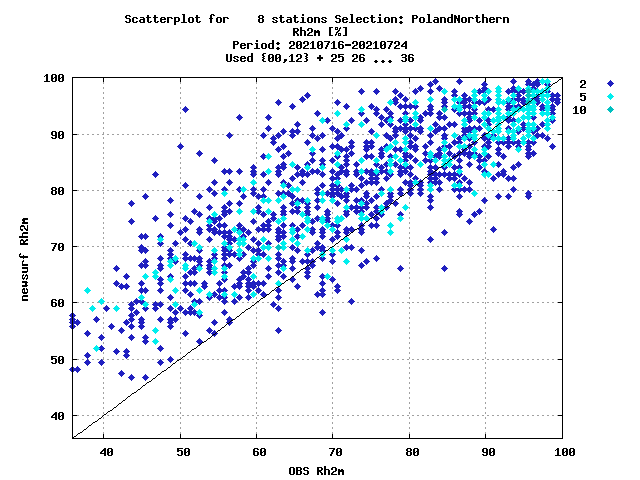 Scatterplot for    8 stations Selection: PolandNorthern
Rh2m [%]
Period: 20210716-20210724
Used {00,12} + 25 26 ... 36
2
5
10
100
90
80
70
60
50
40
newsurf Rh2m
40 50 60 70 80 90 100
OBS Rh2m